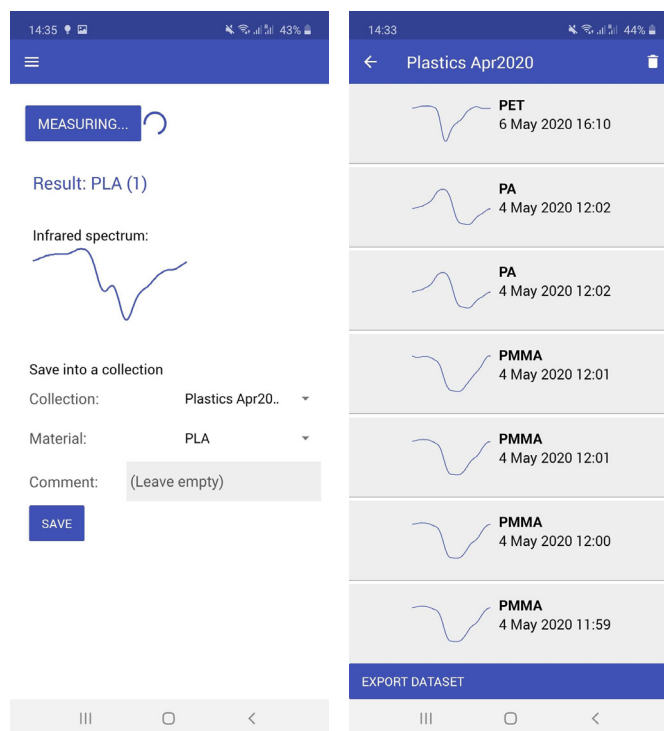 14:35
43%
MEASURING...
Result: PLA (1)
Infrared spectrum:
Save into a collection
Collection: Plastics Apr20..
Material: PLA
Comment: (Leave empty)
SAVE
14:33
44%
Plastics Apr2020
PET
6 May 2020 16:10
PA
4 May 2020 12:02
PA
4 May 2020 12:02
PMMA
4 May 2020 12:01
PMMA
4 May 2020 12:01
PMMA
4 May 2020 12:00
PMMA
4 May 2020 11:59
EXPORT DATASET